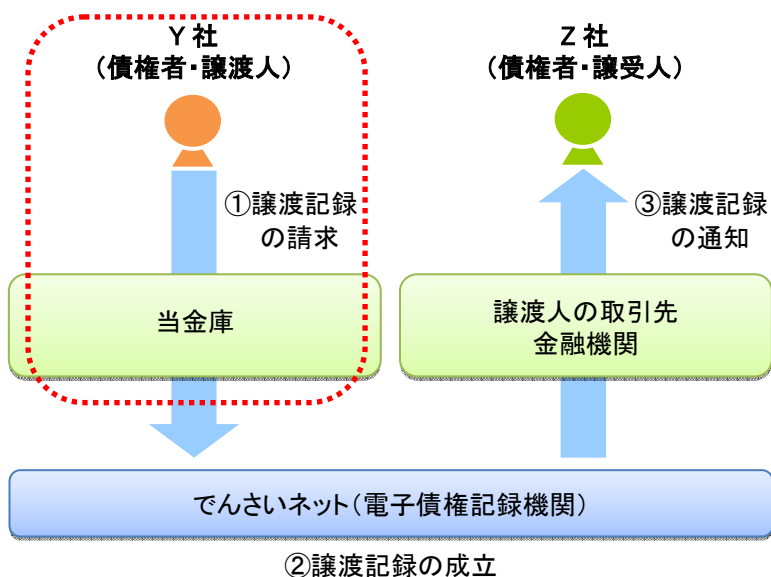 Y 社
(債権者・譲渡人)
Z 社
(債権者・譲受人)
①譲渡記録
の請求
③譲渡記録
の通知
当金庫
譲渡人の取引先
金融機関
でんさいネット(電子債権記録機関)
②譲渡記録の成立